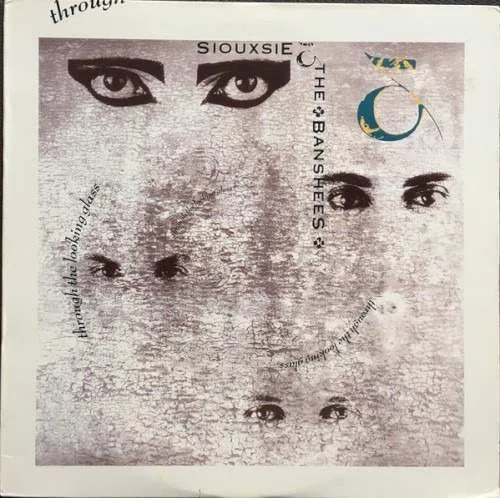 through
SIOUXSIE &
THE BANSHEES
through the looking glass
through the looking glass